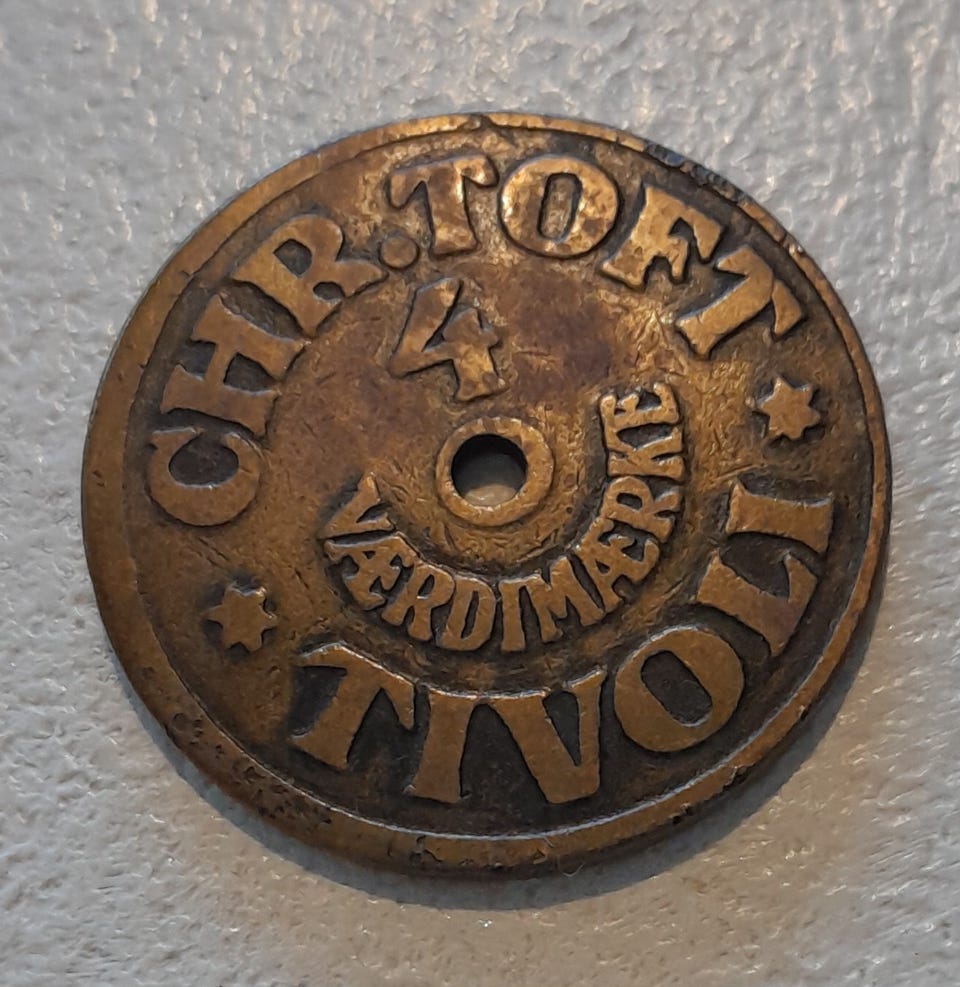 CHR. TOFT
4
VÆRDIMÆRKE
TIVOLI